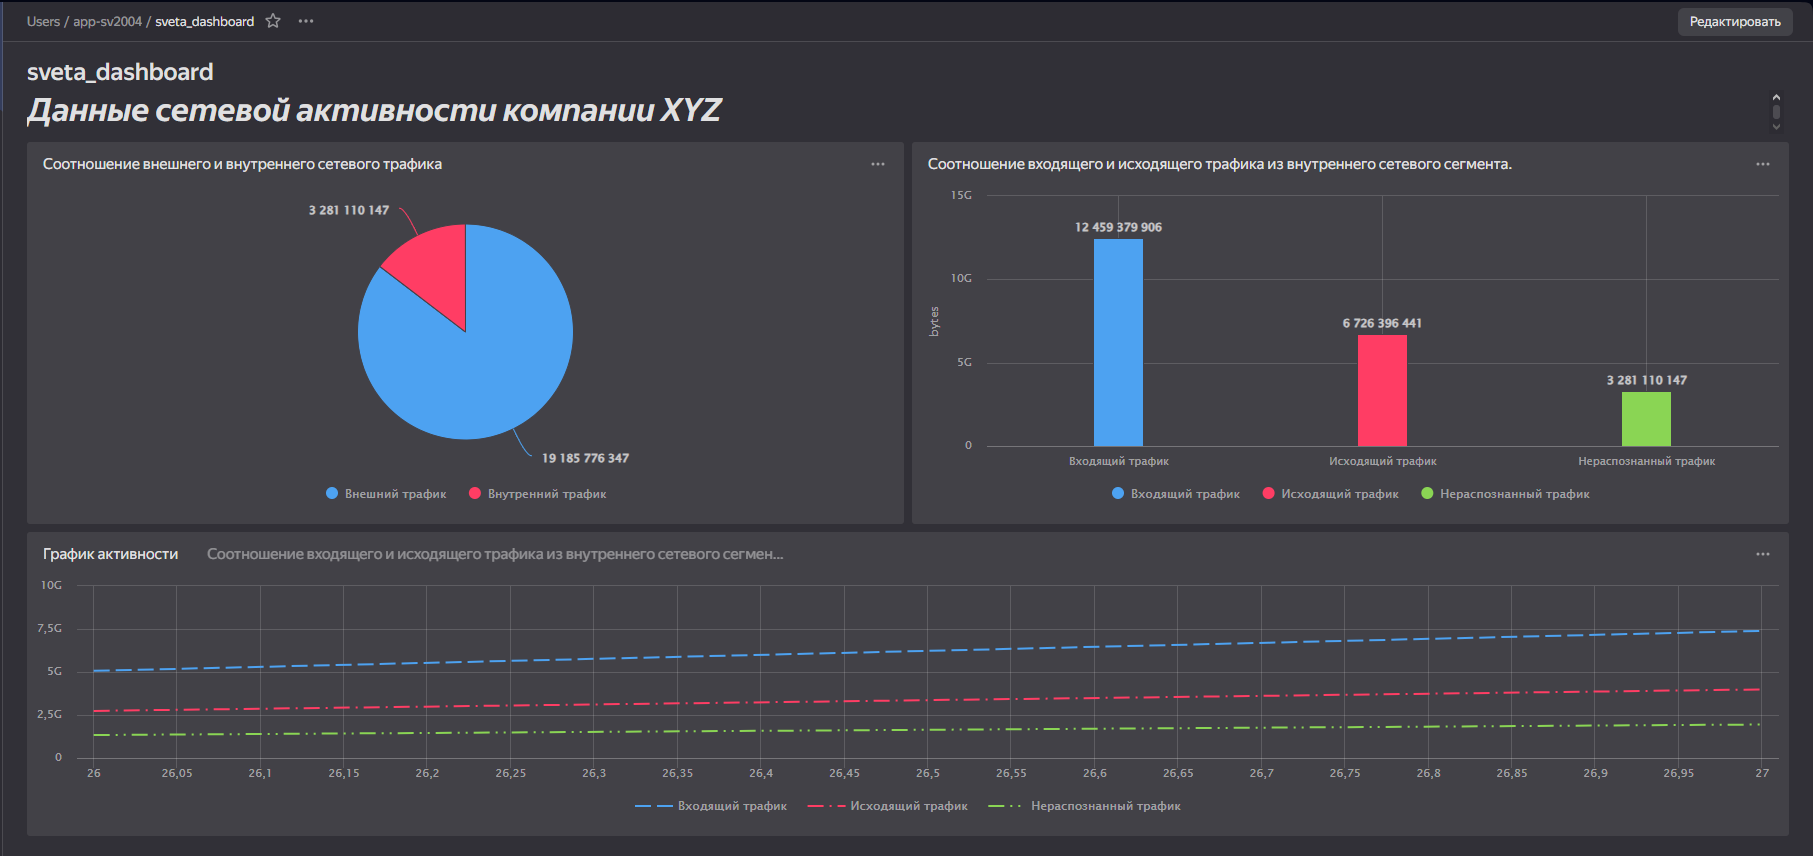 Users / app-sv2004 / sveta_dashboard
Редактировать
sveta_dashboard
Данные сетевой активности компании XYZ
Соотношение внешнего и внутреннего сетевого трафика
3 281 110 147
19 185 776 347
Внешний трафик Внутренний трафик
Соотношение входящего и исходящего трафика из внутреннего сетевого сегмента.
bytes
15G
10G
5G
0
12 459 379 906
6 726 396 441
3 281 110 147
Входящий трафик Исходящий трафик Нераспознанный трафик
Входящий трафик Исходящий трафик Нераспознанный трафик
График активности Соотношение входящего и исходящего трафика из внутреннего сетевого сегмен...
10G
7,5G
5G
2,5G
0
26 26,05 26,1 26,15 26,2 26,25 26,3 26,35 26,4 26,45 26,5 26,55 26,6 26,65 26,7 26,75 26,8 26,85 26,9 26,95 27
Входящий трафик Исходящий трафик Нераспознанный трафик